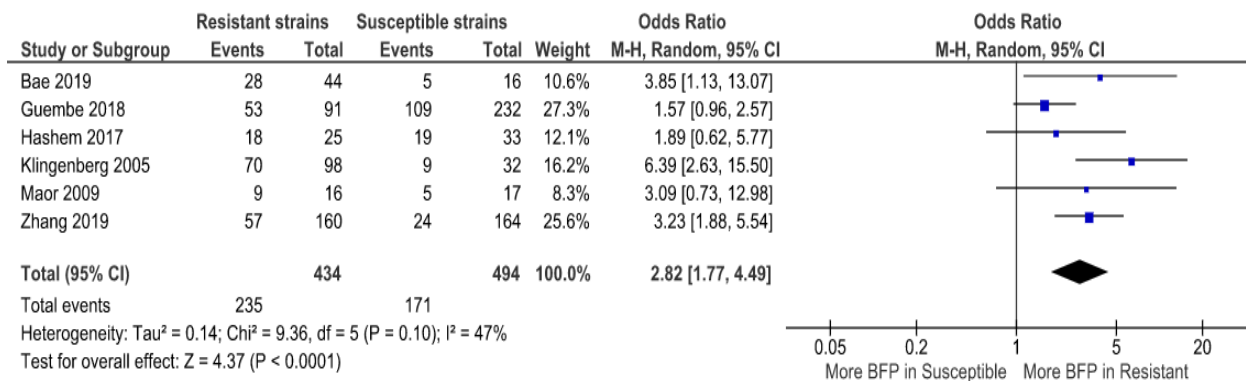 Resistant strains Susceptible strains Odds Ratio Odds Ratio
Study or Subgroup Events Total Events Total Weight M-H, Random, 95% CI M-H, Random, 95% CI
Bae 2019 28 44 5 16 10.6% 3.85 [1.13, 13.07]
Guembe 2018 53 91 109 232 27.3% 1.57 [0.96, 2.57]
Hashem 2017 18 25 19 33 12.1% 1.89 [0.62, 5.77]
Klingenberg 2005 70 98 9 32 16.2% 6.39 [2.63, 15.50]
Maor 2009 9 16 5 17 8.3% 3.09 [0.73, 12.98]
Zhang 2019 57 160 24 164 25.6% 3.23 [1.88, 5.54]
Total (95% CI) 434 494 100.0% 2.82 [1.77, 4.49]
Total events 235 171
Heterogeneity: Tau² = 0.14; Chi² = 9.36, df = 5 (P = 0.10); I² = 47%
Test for overall effect: Z = 4.37 (P < 0.0001)
0.05 0.2 1 5 20
More BFP in Susceptible More BFP in Resistant